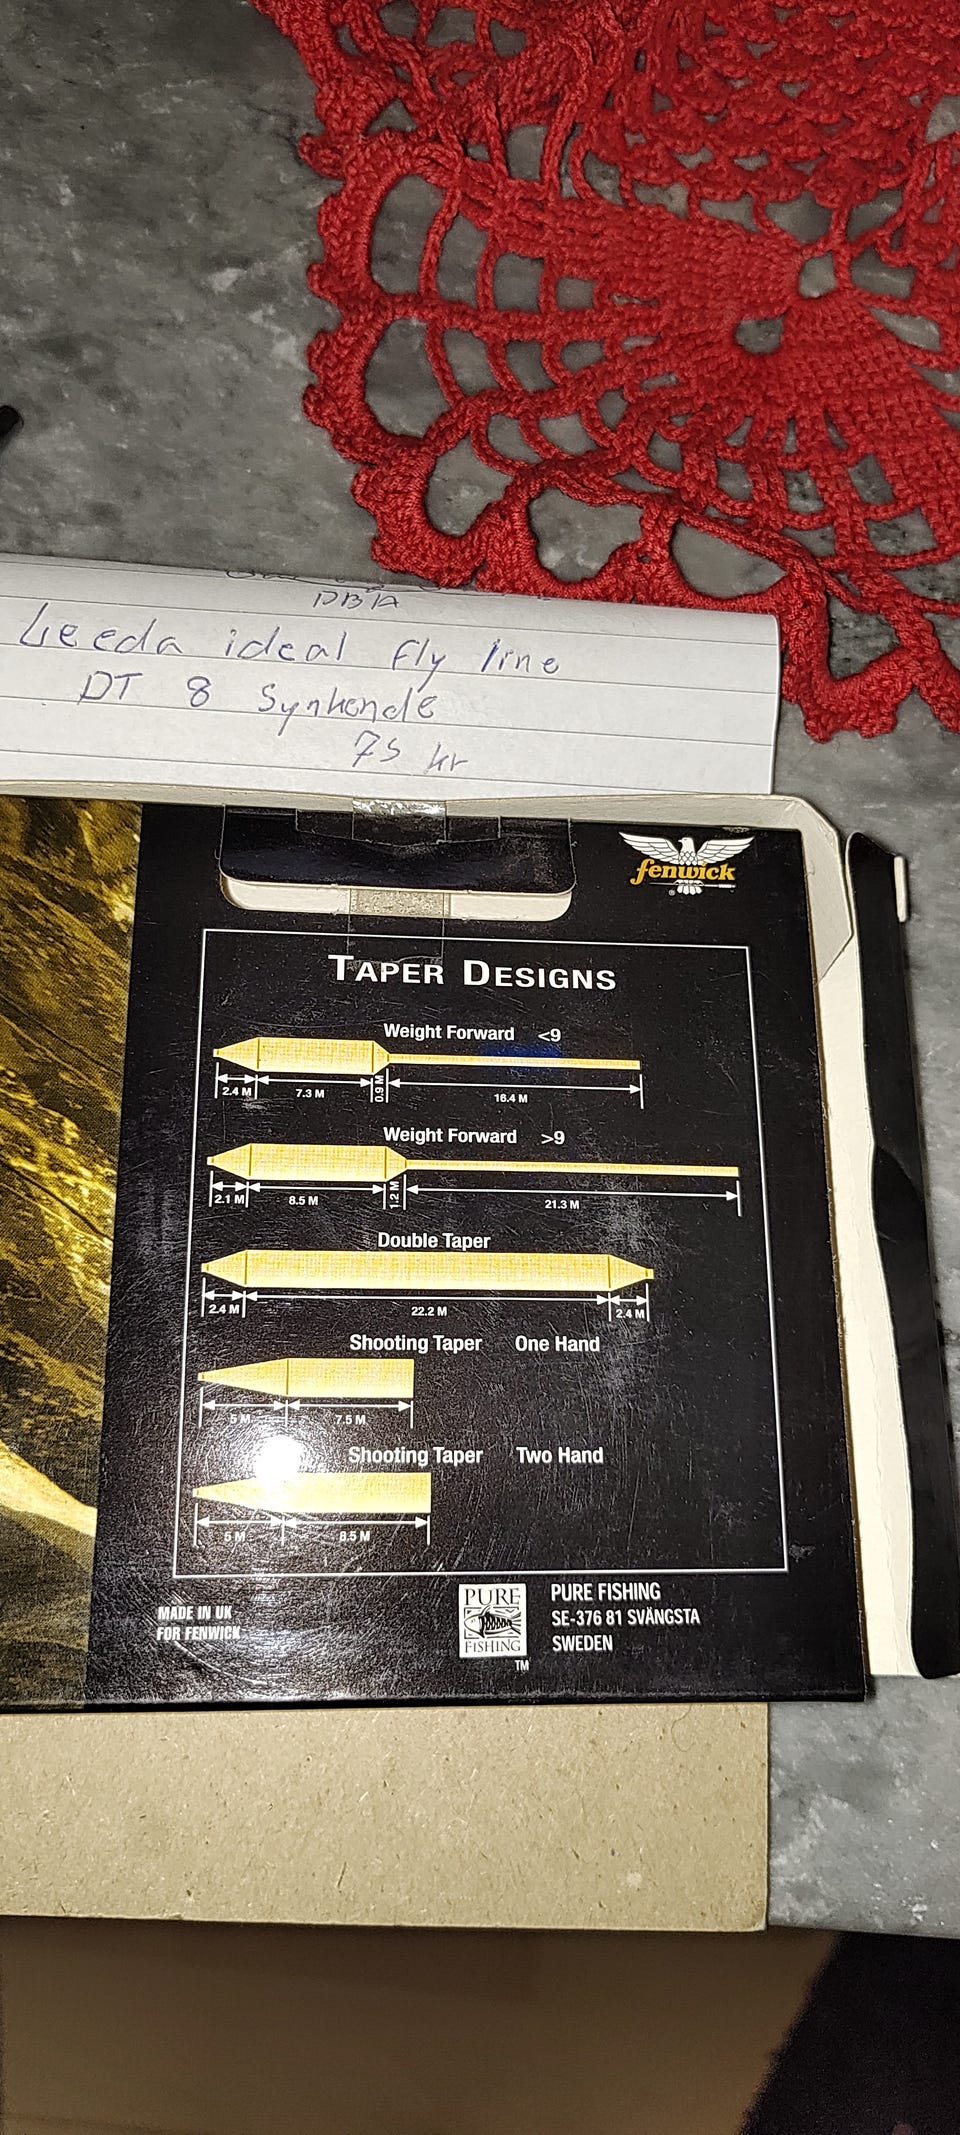 DBIA
Leeda ideal fly line
DT 8 Synkende
75 kr
fenwick
®
TAPER DESIGNS
Weight Forward <9
2.4 M 7.3 M 0.9 M 16.4 M
Weight Forward >9
2.1 M 8.5 M 1.2 M 21.3 M
Double Taper
2.4 M 22.2 M 2.4 M
Shooting Taper One Hand
5 M 7.5 M
Shooting Taper Two Hand
5 M 8.5 M
MADE IN UK
FOR FENWICK
PURE
FISHING
TM
PURE FISHING
SE-376 81 SVÄNGSTA
SWEDEN